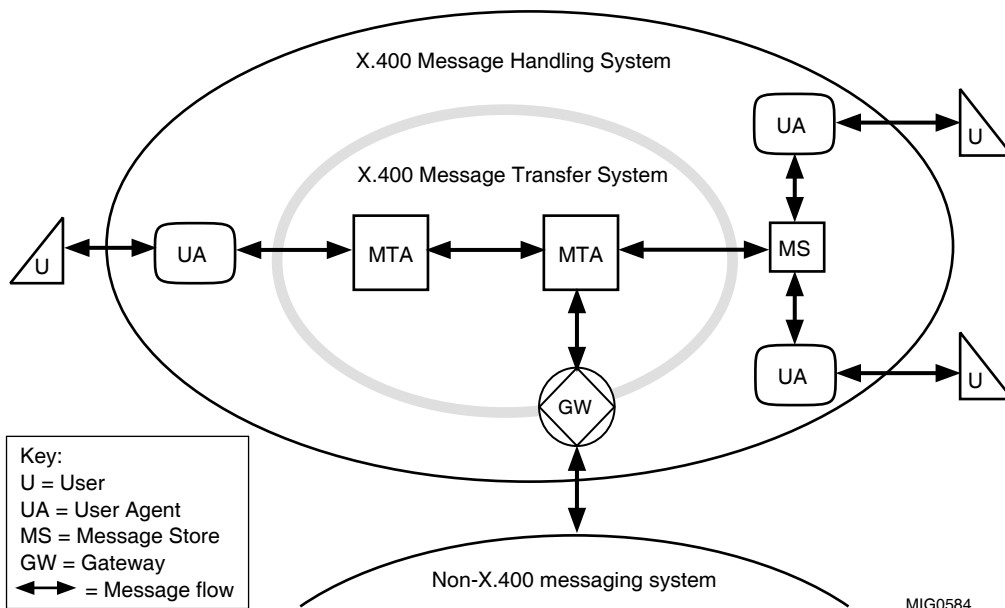 X.400 Message Handling System
UA
U
X.400 Message Transfer System
U
UA
MTA
MTA
MS
UA
U
GW
Key:
U = User
UA = User Agent
MS = Message Store
GW = Gateway
= Message flow
Non-X.400 messaging system
MIG0584